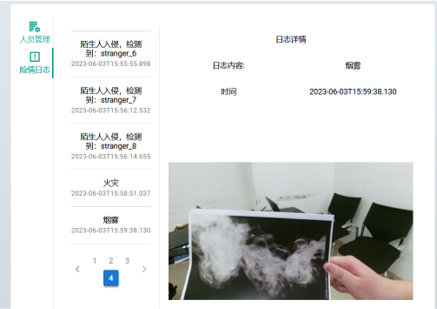 人员管理
险情日志
陌生人入侵，检测
到：stranger_6
2023-06-03T15:55:55.898
陌生人入侵，检测
到：stranger_7
2023-06-03T15:56:12.532
陌生人入侵，检测
到：stranger_8
2023-06-03T15:56:14.655
火灾
2023-06-03T15:58:51.037
烟雾
2023-06-03T15:59:38.130
1 2 3
4
日志详情
日志内容: 烟雾
时间 2023-06-03T15:59:38.130